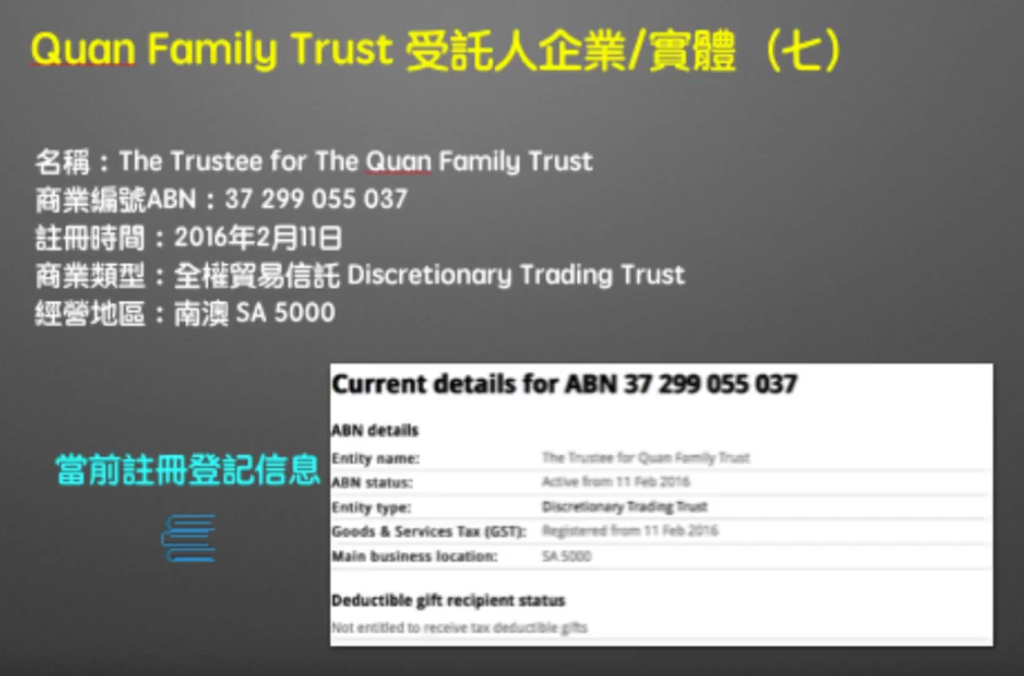 Quan Family Trust 受託人企業/實體（七）
名稱：The Trustee for The Quan Family Trust
商業編號ABN：37 299 055 037
註冊時間：2016年2月11日
商業類型：全權貿易信託 Discretionary Trading Trust
經營地區：南澳 SA 5000
Current details for ABN 37 299 055 037
ABN details
Entity name: The Trustee for Quan Family Trust
ABN status: Active from 11 Feb 2016
Entity type: Discretionary Trading Trust
Goods & Services Tax (GST): Registered from 11 Feb 2016
Main business location: SA 5000
Deductible gift recipient status
Not entitled to receive tax deductible gifts
當前註冊登記信息